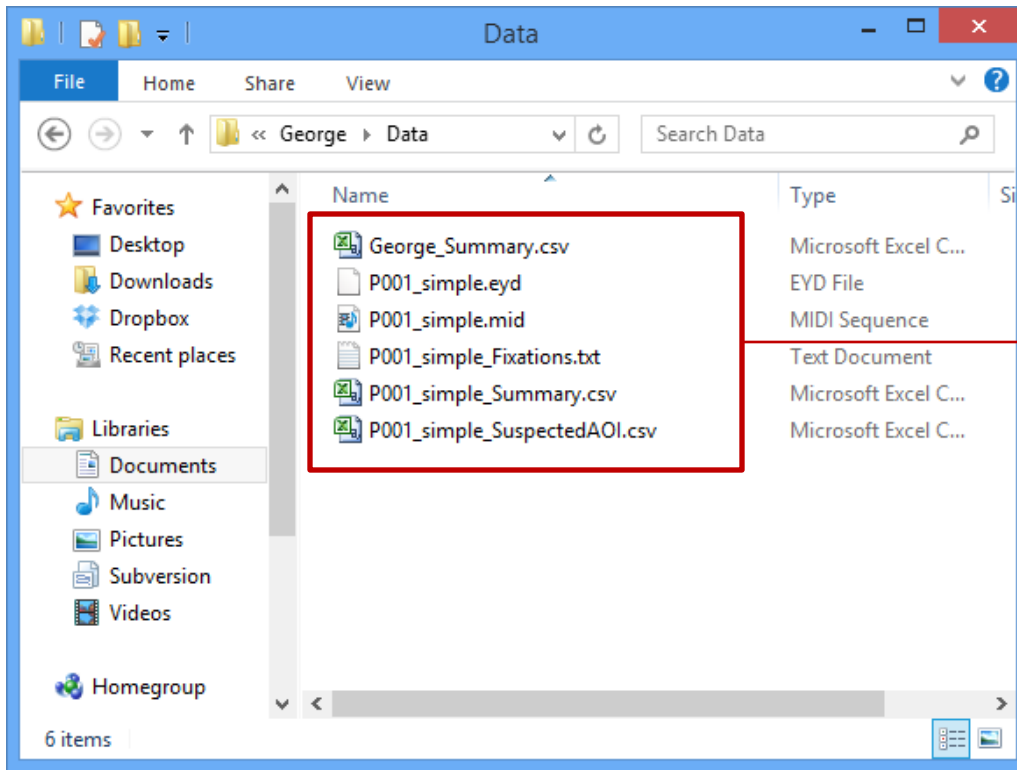 Data
File Home Share View
« George Data Search Data
Name Type Si
Favorites
Desktop
Downloads
Dropbox
Recent places
Libraries
Documents
Music
Pictures
Subversion
Videos
Homegroup
George_Summary.csv Microsoft Excel C...
P001_simple.eyd EYD File
P001_simple.mid MIDI Sequence
P001_simple_Fixations.txt Text Document
P001_simple_Summary.csv Microsoft Excel C...
P001_simple_SuspectedAOI.csv Microsoft Excel C...
6 items